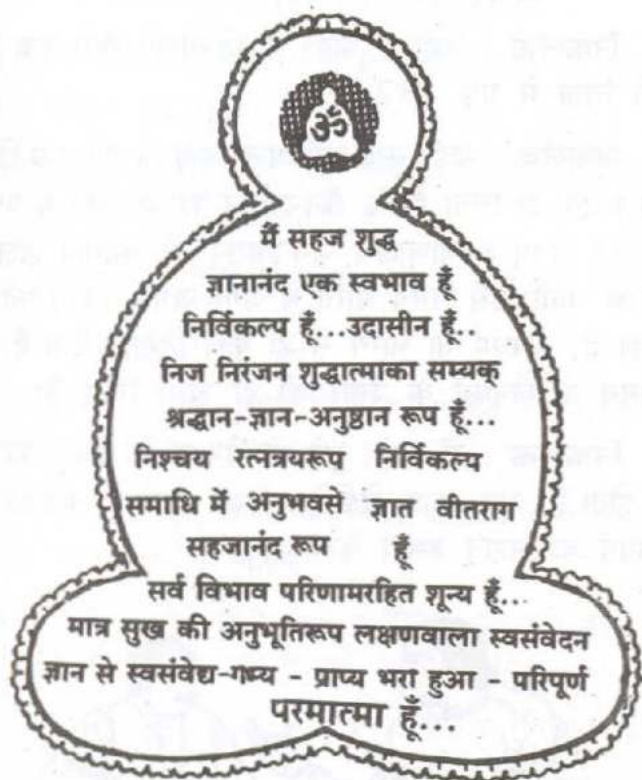 ॐ
मैं सहज शुद्ध
ज्ञानानंद एक स्वभाव हूँ
निर्विकल्प हूँ...उदासीन हूँ..
निज निरंजन शुद्धात्माका सम्यक्
श्रद्धान-ज्ञान-अनुष्ठान रूप हूँ...
निश्चय रत्नत्रयरूप निर्विकल्प
समाधि में अनुभवसे ज्ञात वीतराग
सहजानंद रूप हूँ
सर्व विभाव परिणामरहित शून्य हूँ...
मात्र सुख की अनुभूतिरूप लक्षणवाला स्वसंवेदन
ज्ञान से स्वसंवेद्य-गम्य - प्राप्य भरा हुआ - परिपूर्ण
परमात्मा हूँ...